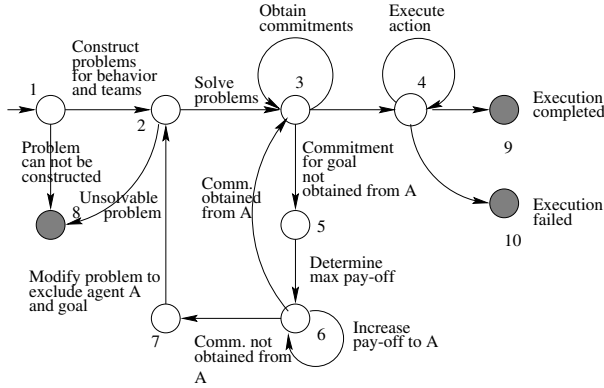 Obtain
commitments
Execute
action
Construct
problems
for behavior
and teams
Solve
problems
1
2
3
4
Execution
completed
9
Problem
can not be
constructed
Commitment
for goal
not
obtained from A
Comm.
obtained
from A
Unsolvable
problem
8
5
Execution
failed
10
Determine
max pay-off
Modify problem to
exclude agent A
and goal
7
Comm. not
obtained from
A
6
Increase
pay-off to A